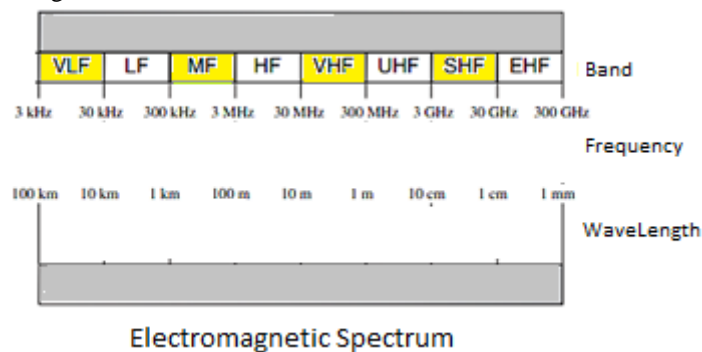 VLF LF MF HF VHF UHF SHF EHF Band
3 kHz 30 kHz 300 kHz 3 MHz 30 MHz 300 MHz 3 GHz 30 GHz 300 GHz
Frequency
100 km 10 km 1 km 100 m 10 m 1 m 10 cm 1 cm 1 mm
WaveLength
Electromagnetic Spectrum